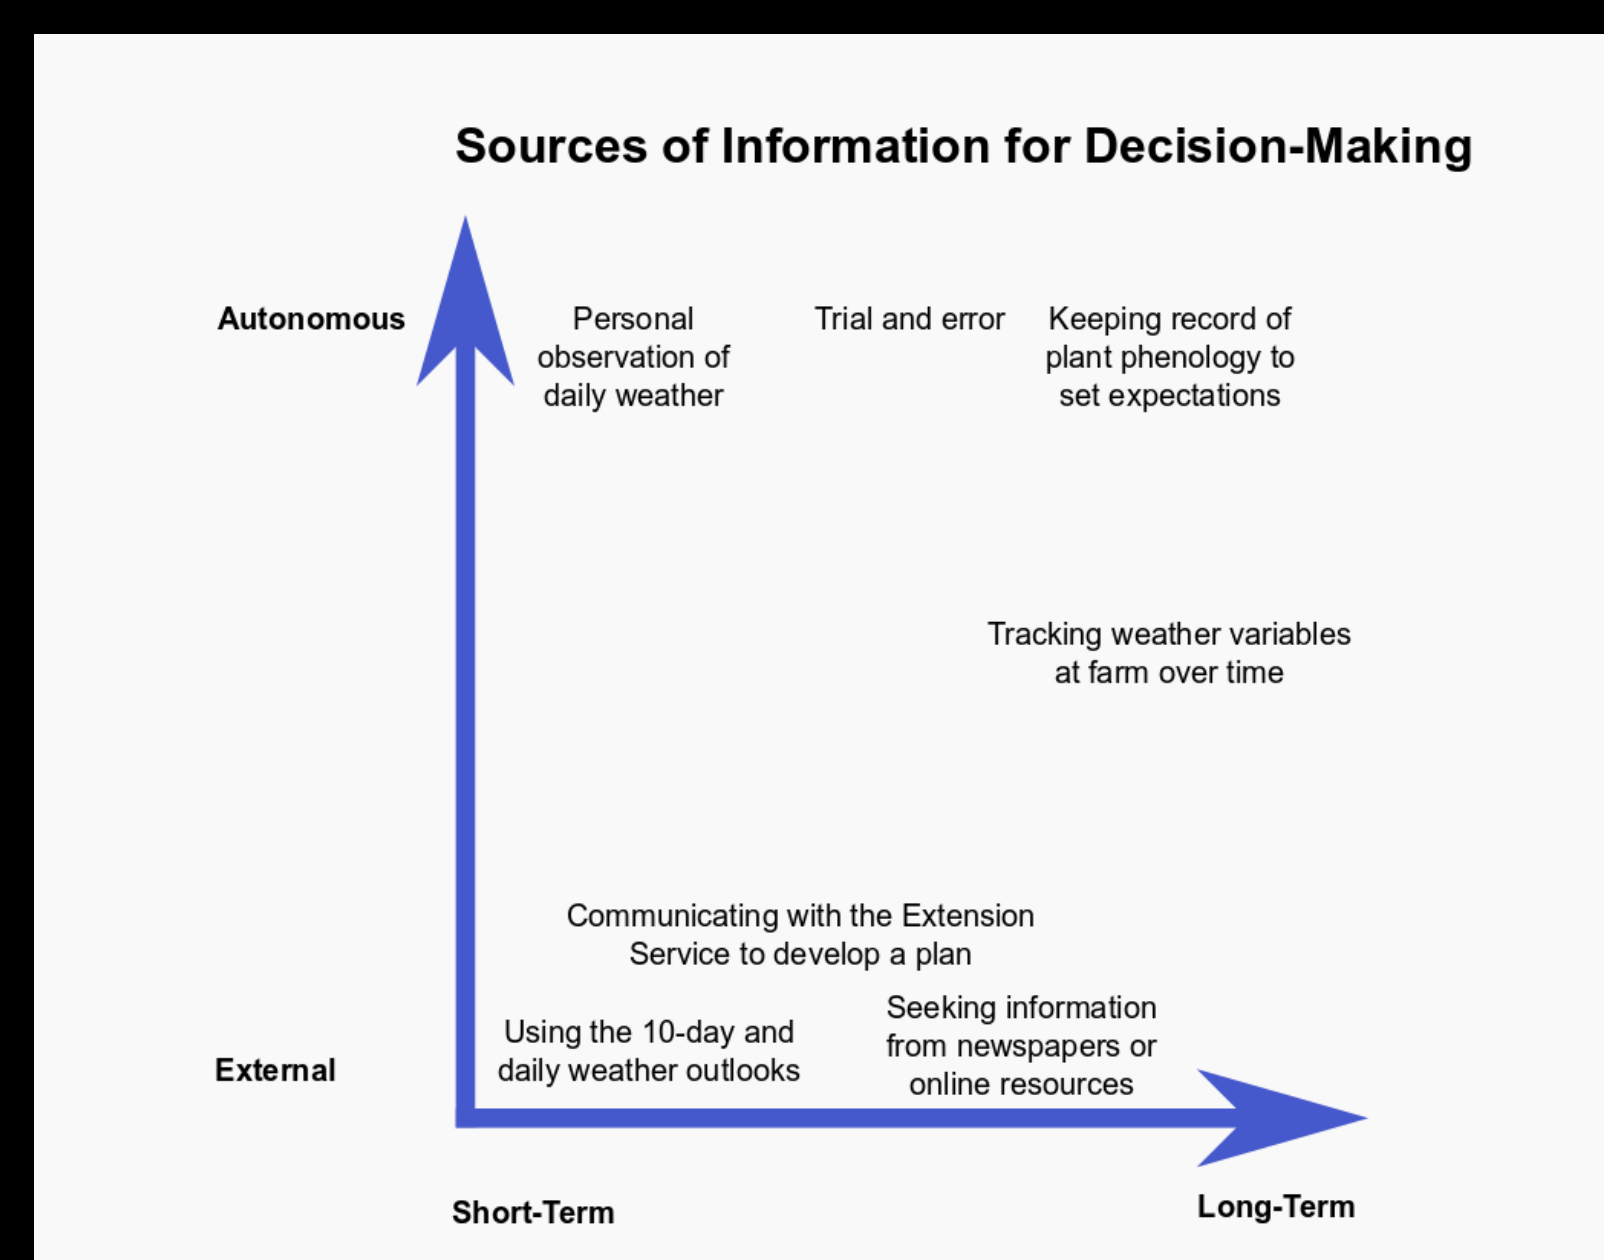 Sources of Information for Decision-Making
Autonomous
Personal
observation of
daily weather
Trial and error
Keeping record of
plant phenology to
set expectations
Tracking weather variables
at farm over time
Communicating with the Extension
Service to develop a plan
Using the 10-day and
daily weather outlooks
Seeking information
from newspapers or
online resources
External
Short-Term
Long-Term